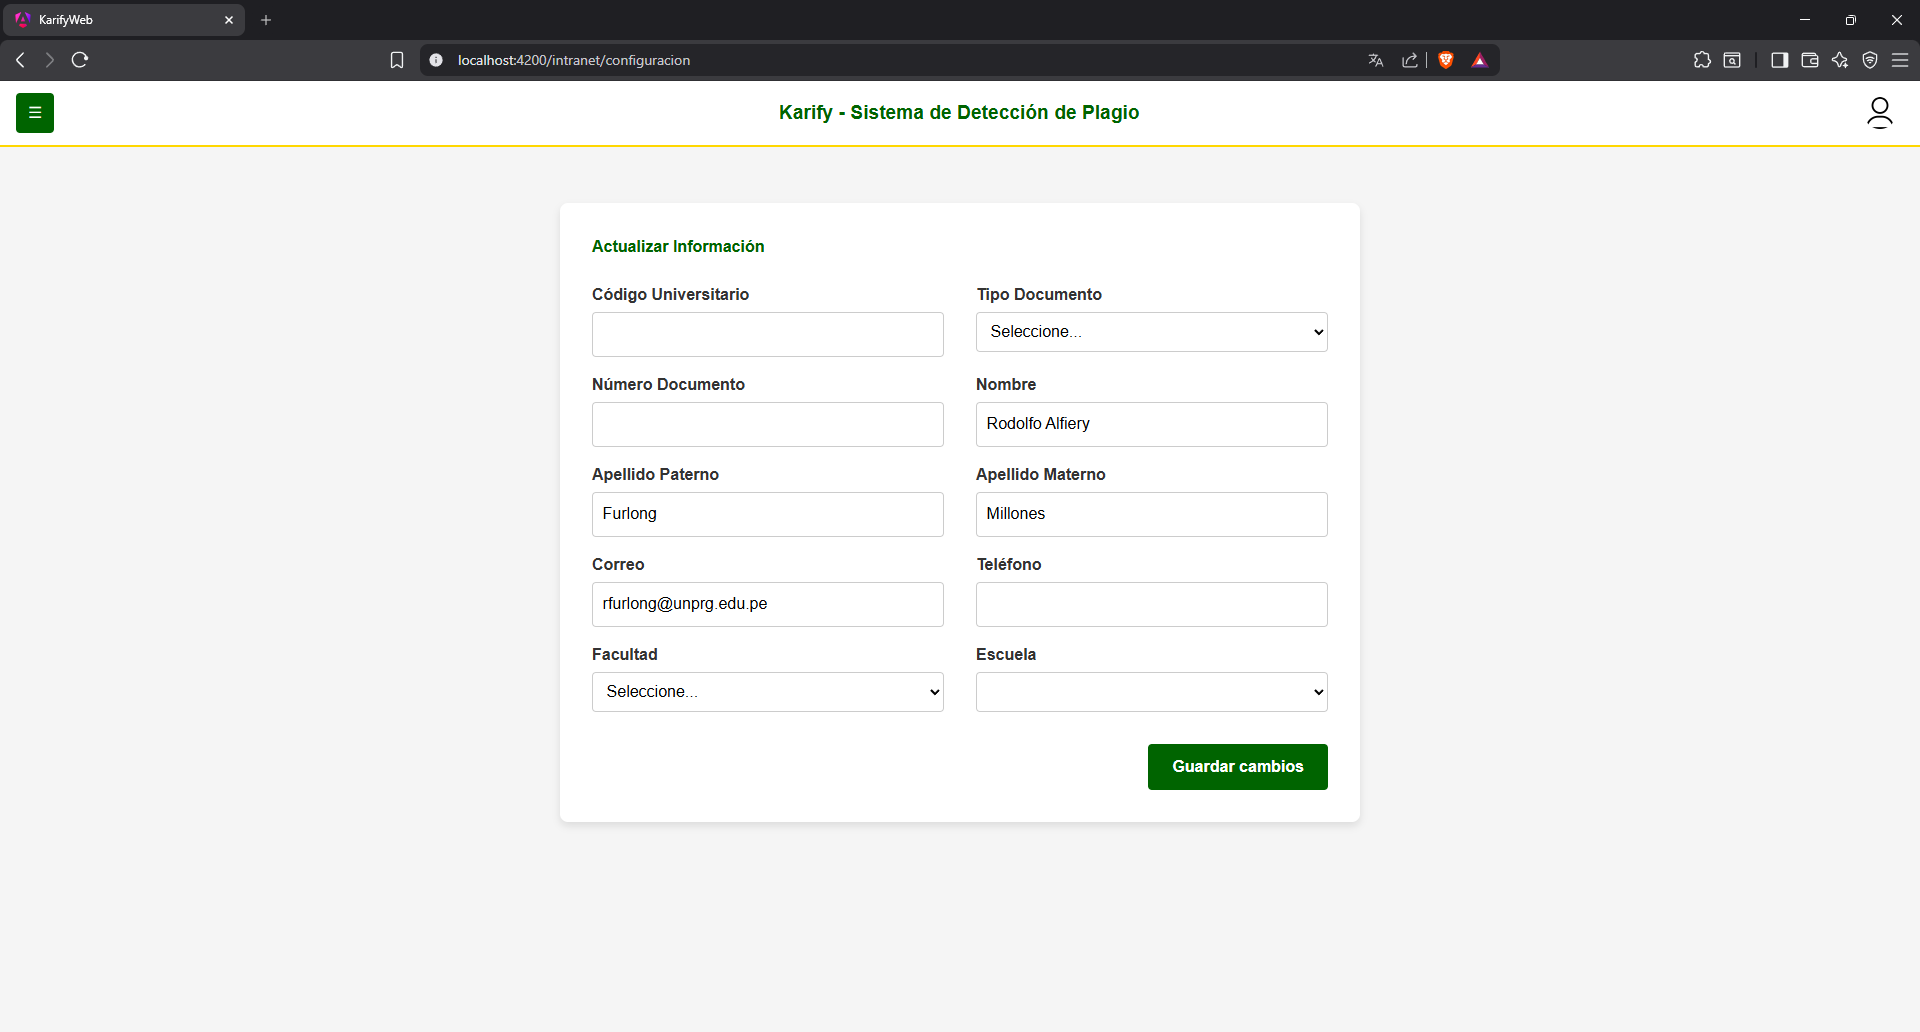 KarifyWeb
localhost:4200/intranet/configuracion
Karify - Sistema de Detección de Plagio
Actualizar Información
Código Universitario
Tipo Documento
Seleccione...
Número Documento
Nombre
Rodolfo Alfiery
Apellido Paterno
Apellido Materno
Furlong
Millones
Correo
Teléfono
rfurlong@unprg.edu.pe
Facultad
Escuela
Seleccione...
Guardar cambios